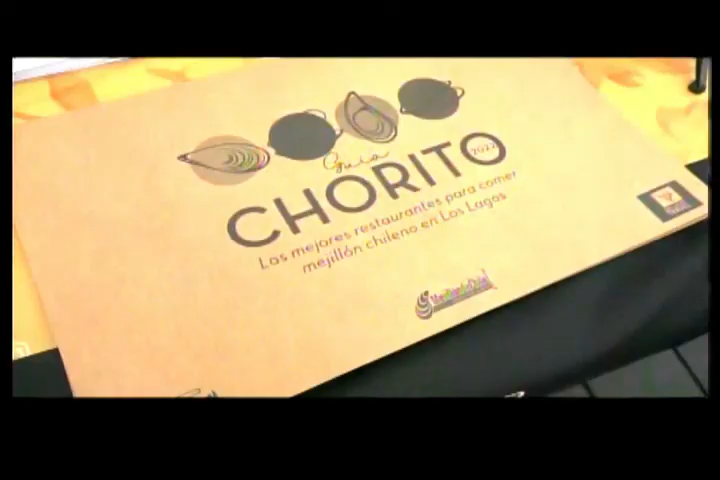 Guía
CHORITO
2022
Los mejores restaurantes para comer
mejillón chileno en Los Lagos